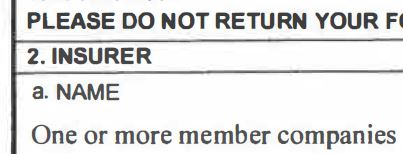 PLEASE DO NOT RETURN YOUR
2. INSURER
a. NAME
One or more member companies